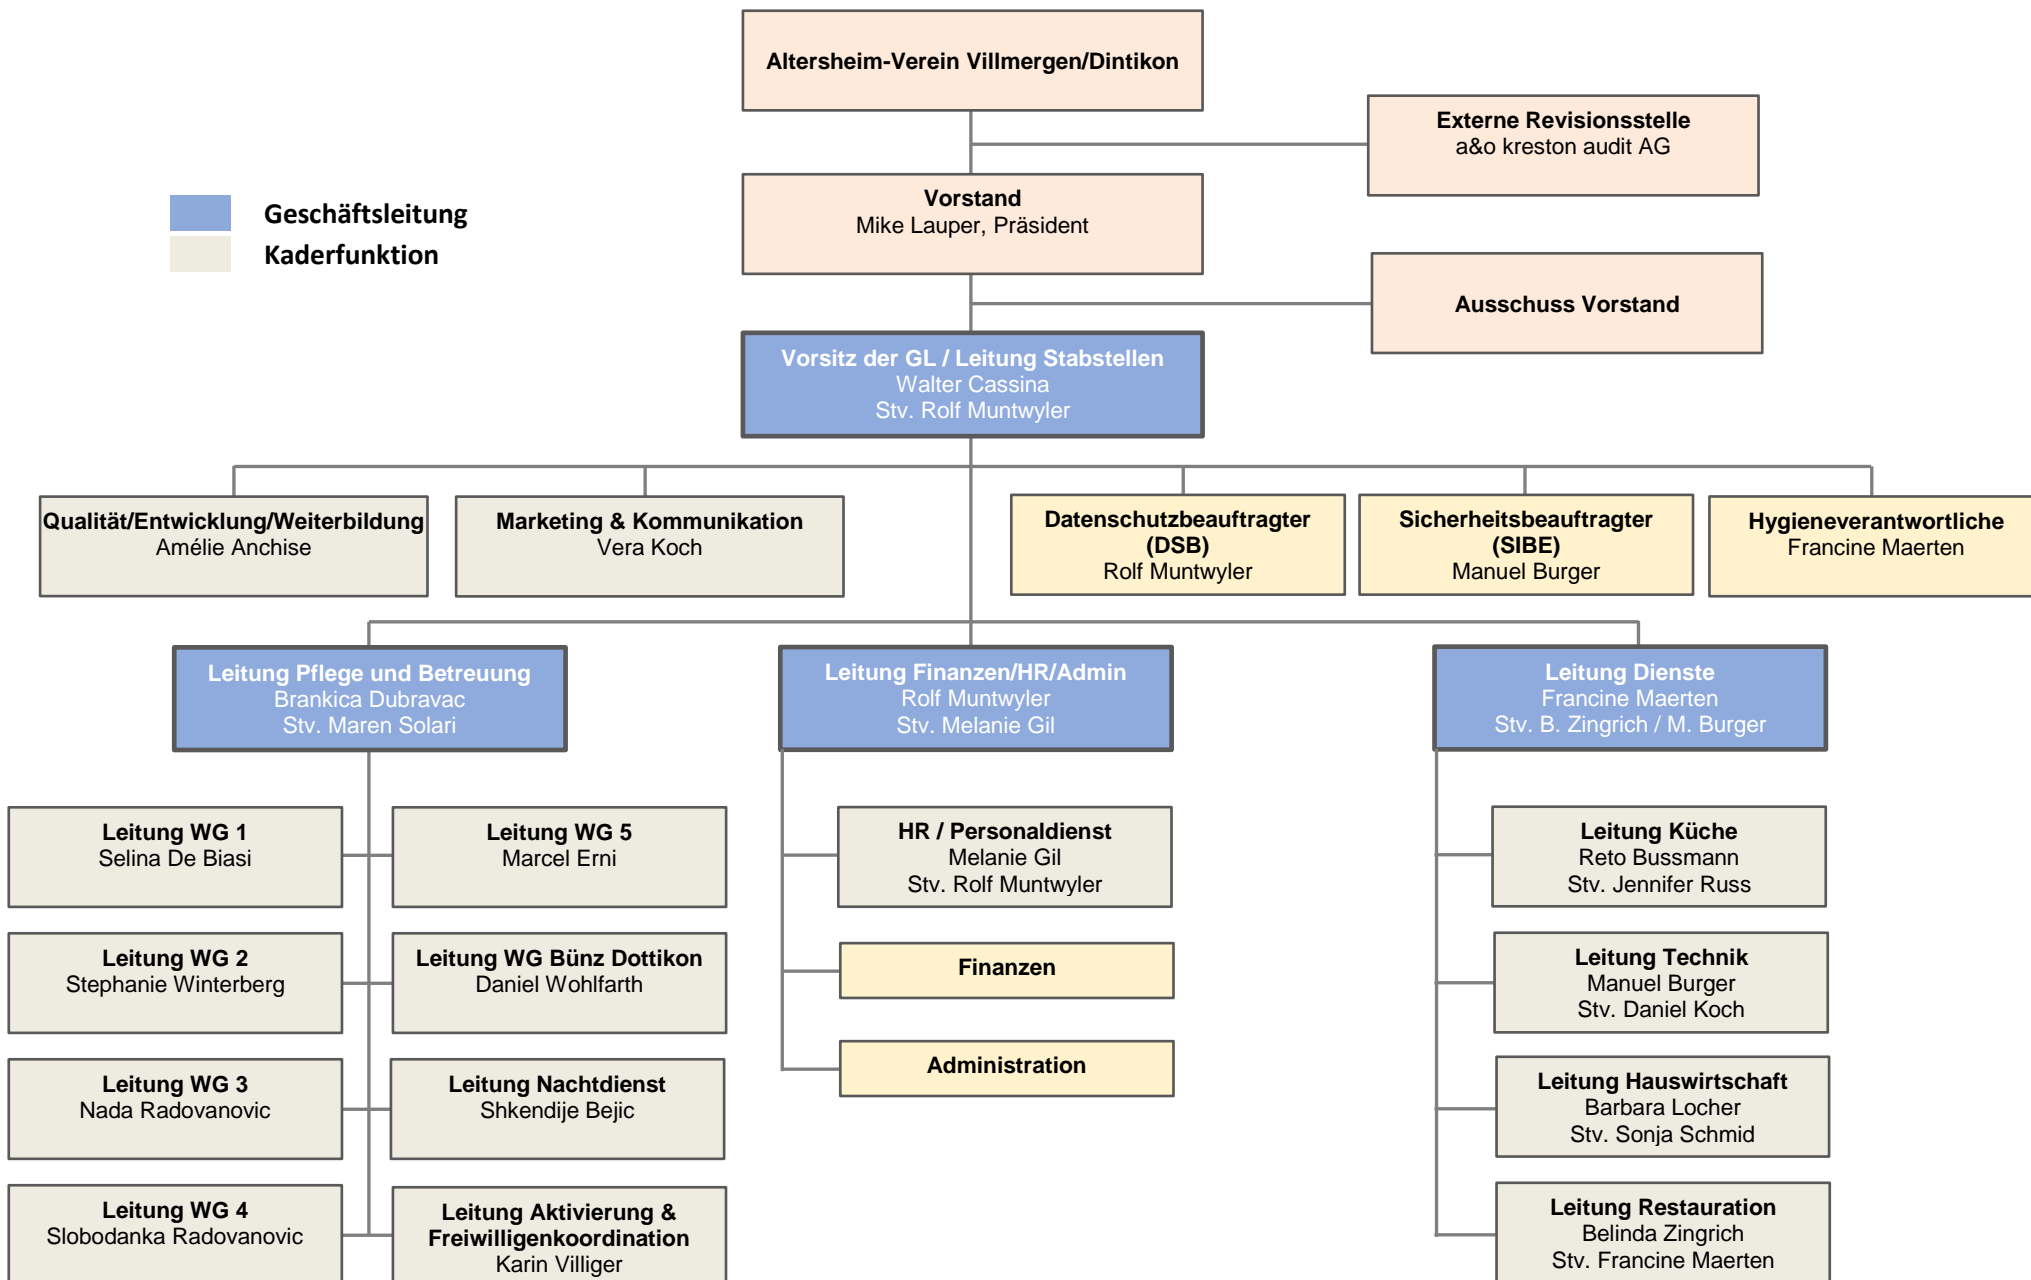 Altersheim-Verein Villmergen/Dintikon
Externe Revisionsstelle
a&o kreston audit AG
Vorstand
Mike Lauper, Präsident
Geschäftsleitung
Kaderfunktion
Ausschuss Vorstand
Vorsitz der GL / Leitung Stabstellen
Walter Cassina
Stv. Rolf Muntwyler
Qualität/Entwicklung/Weiterbildung
Amélie Anchise
Marketing & Kommunikation
Vera Koch
Datenschutzbeauftragter
(DSB)
Rolf Muntwyler
Sicherheitsbeauftragter
(SIBE)
Manuel Burger
Hygieneverantwortliche
Francine Maerten
Leitung Pflege und Betreuung
Brankica Dubravac
Stv. Maren Solari
Leitung Finanzen/HR/Admin
Rolf Muntwyler
Stv. Melanie Gil
Leitung Dienste
Francine Maerten
Stv. B. Zingrich / M. Burger
Leitung WG 1
Selina De Biasi
Leitung WG 5
Marcel Erni
HR / Personaldienst
Melanie Gil
Stv. Rolf Muntwyler
Leitung Küche
Reto Bussmann
Stv. Jennifer Russ
Leitung WG 2
Stephanie Winterberg
Leitung WG Bünz Dottikon
Daniel Wohlfarth
Finanzen
Leitung Technik
Manuel Burger
Stv. Daniel Koch
Leitung WG 3
Nada Radovanovic
Leitung Nachtdienst
Shkendije Bejic
Administration
Leitung Hauswirtschaft
Barbara Locher
Stv. Sonja Schmid
Leitung WG 4
Slobodanka Radovanovic
Leitung Aktivierung &
Freiwilligenkoordination
Karin Villiger
Leitung Restauration
Belinda Zingrich
Stv. Francine Maerten